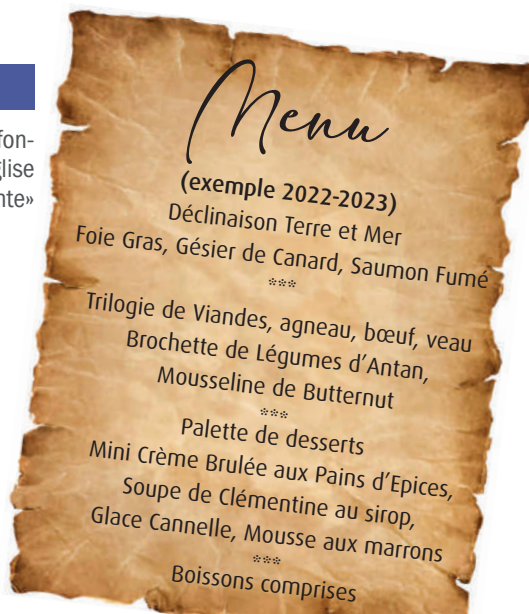 fon-
glise
nte»
Menu
(exemple 2022-2023)
Déclinaison Terre et Mer
Foie Gras, Gésier de Canard, Saumon Fumé
***
Trilogie de Viandes, agneau, bœuf, veau
Brochette de Légumes d'Antan,
Mousseline de Butternut
***
Palette de desserts
Mini Crème Brulée aux Pains d'Epices,
Soupe de Clémentine au sirop,
Glace Cannelle, Mousse aux marrons
***
Boissons comprises